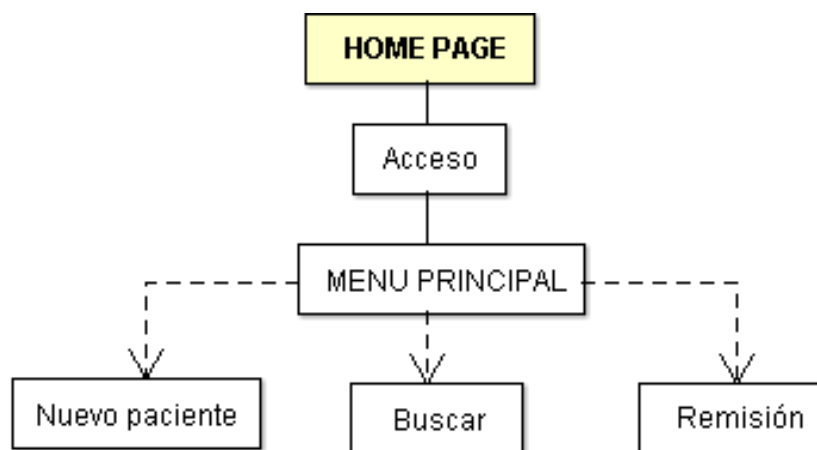 HOME PAGE
Acceso
MENU PRINCIPAL
Nuevo paciente
Buscar
Remisión